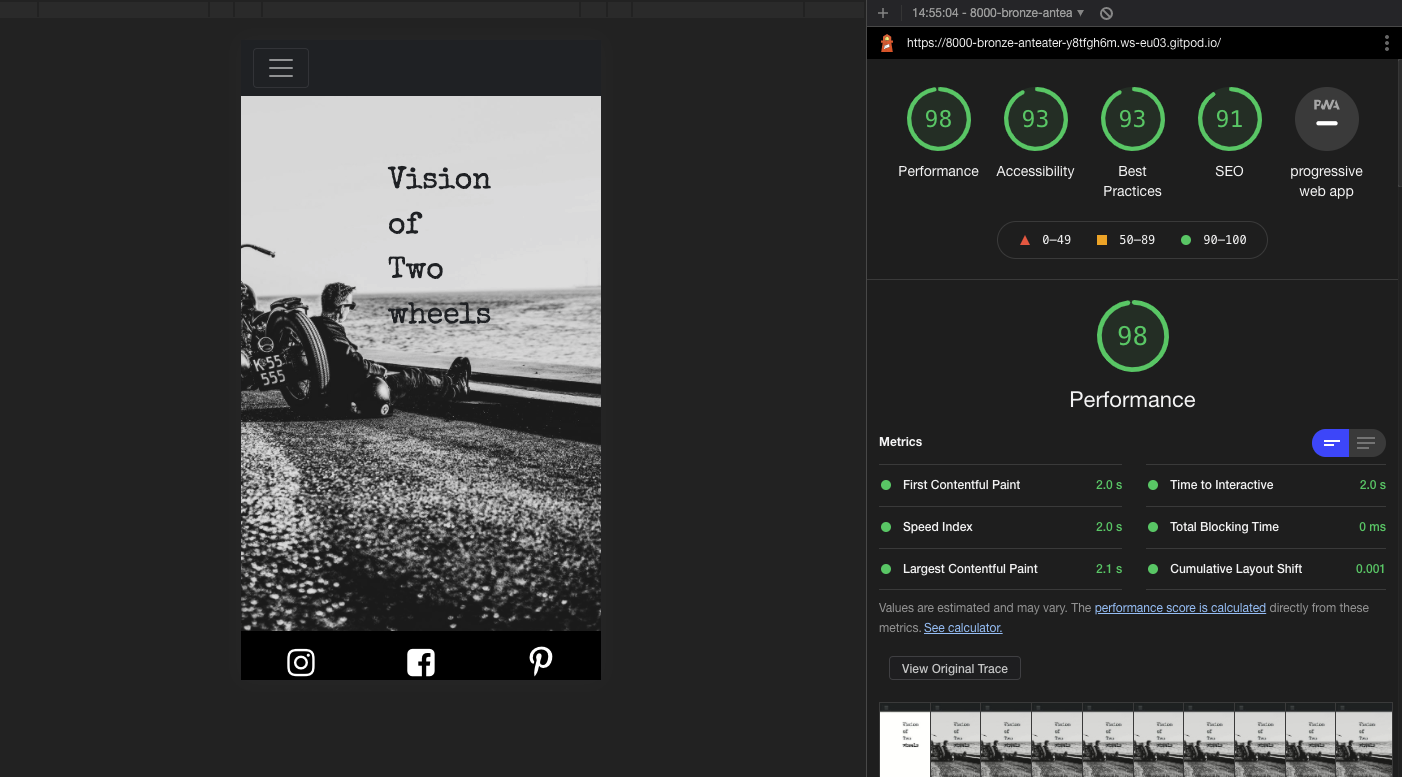 Vision
of
Two
wheels
K 55
555
14:55:04 - 8000-bronze-antea
https://8000-bronze-anteater-y8tfgh6m.ws-eu03.gitpod.io/
98
93
93
91
PWA
Performance
Accessibility
Best
Practices
SEO
progressive
web app
0–49
50–89
90–100
98
Performance
Metrics
First Contentful Paint
2.0 s
Time to Interactive
2.0 s
Speed Index
2.0 s
Total Blocking Time
0 ms
Largest Contentful Paint
2.1 s
Cumulative Layout Shift
0.001
Values are estimated and may vary. The performance score is calculated directly from these
metrics. See calculator.
View Original Trace
Vision
of
Two
wheels